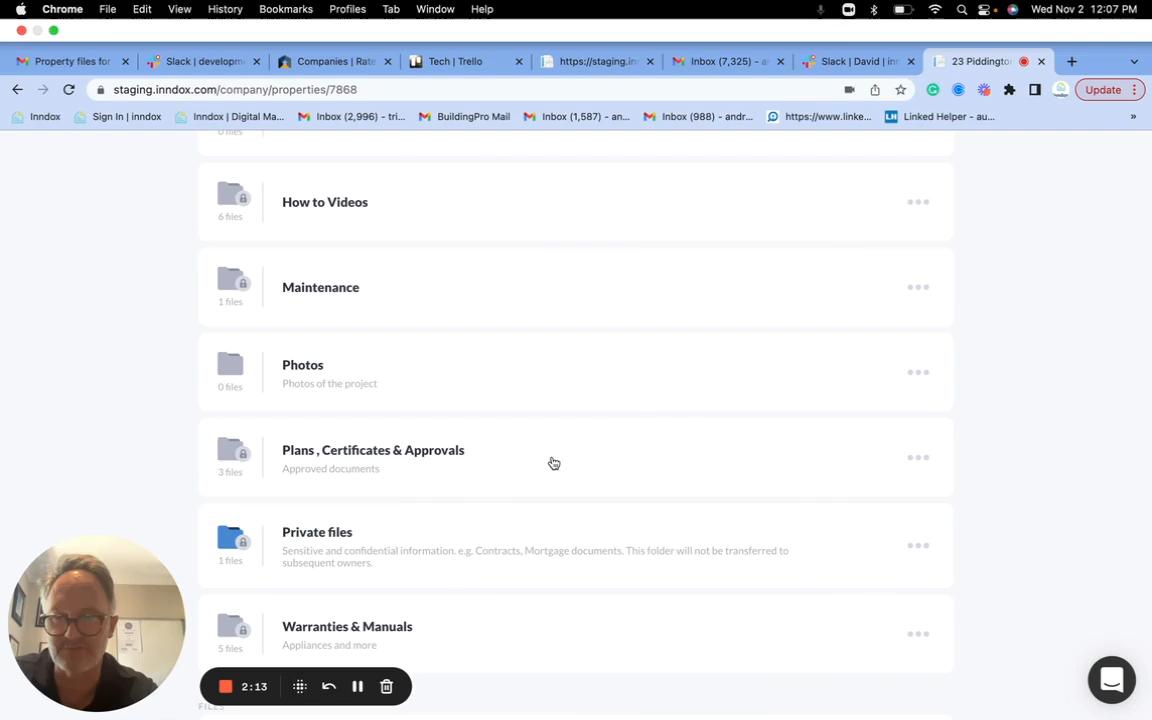 Chrome File Edit View History Bookmarks Profiles Tab Window Help Wed Nov 2 12:07 PM
Property files for Slack | developm Companies | Rate Tech | Trello https://staging.in Inbox (7,325) - a Slack | David | in 23 Piddington
staging.inndox.com/company/properties/7868 Update
Inndox Sign In | inndox Inndox | Digital Ma... Inbox (2,996) - tri... BuildingPro Mail Inbox (1,587) - an... Inbox (988) - andr... https://www.linke... Linked Helper - au... »
0 files
How to Videos
6 files
Maintenance
1 files
Photos
Photos of the project
0 files
Plans , Certificates & Approvals
Approved documents
3 files
Private files
Sensitive and confidential information. e.g. Contracts, Mortgage documents. This folder will not be transferred to
subsequent owners.
1 files
Warranties & Manuals
Appliances and more
5 files
2:13
FILES